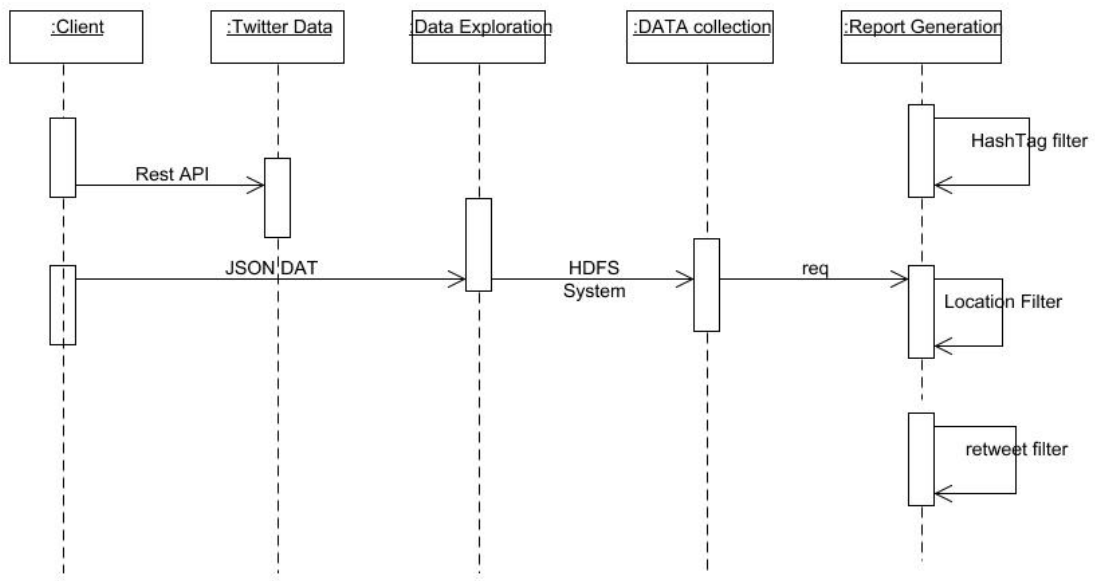 :Client
:Twitter Data
:Data Exploration
:DATA collection
:Report Generation
HashTag filter
Rest API
JSON DAT
HDFS
System
req
Location Filter
retweet filter